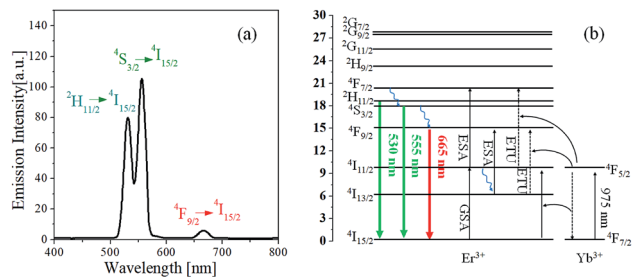 (a)
⁴S₃/₂ → ⁴I₁₅/₂
²H₁₁/₂ → ⁴I₁₅/₂
⁴F₉/₂ → ⁴I₁₅/₂
Emission Intensity[a.u.]
140
120
100
80
60
40
20
0
400 500 600 700 800
Wavelength [nm]
(b)
30
27
24
21
18
15
12
9
6
3
0
²G₇/₂
²G₉/₂
²G₁₁/₂
²H₉/₂
⁴F₇/₂
²H₁₁/₂
⁴S₃/₂
⁴F₉/₂
⁴I₁₁/₂
⁴I₁₃/₂
⁴I₁₅/₂
530 nm
555 nm
665 nm
ESA
GSA
ESA
ETU
ETU
975 nm
⁴F₅/₂
⁴F₇/₂
Er³⁺
Yb³⁺